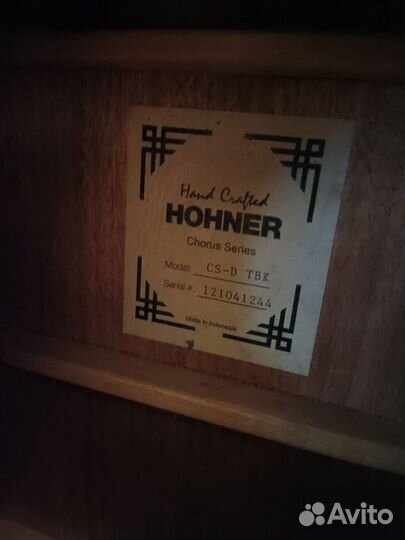 Hand Crafted
HOHNER
Chorus Series
Model: CS-D TBK
Serial #: 121041244
Made in Indonesia
Avito